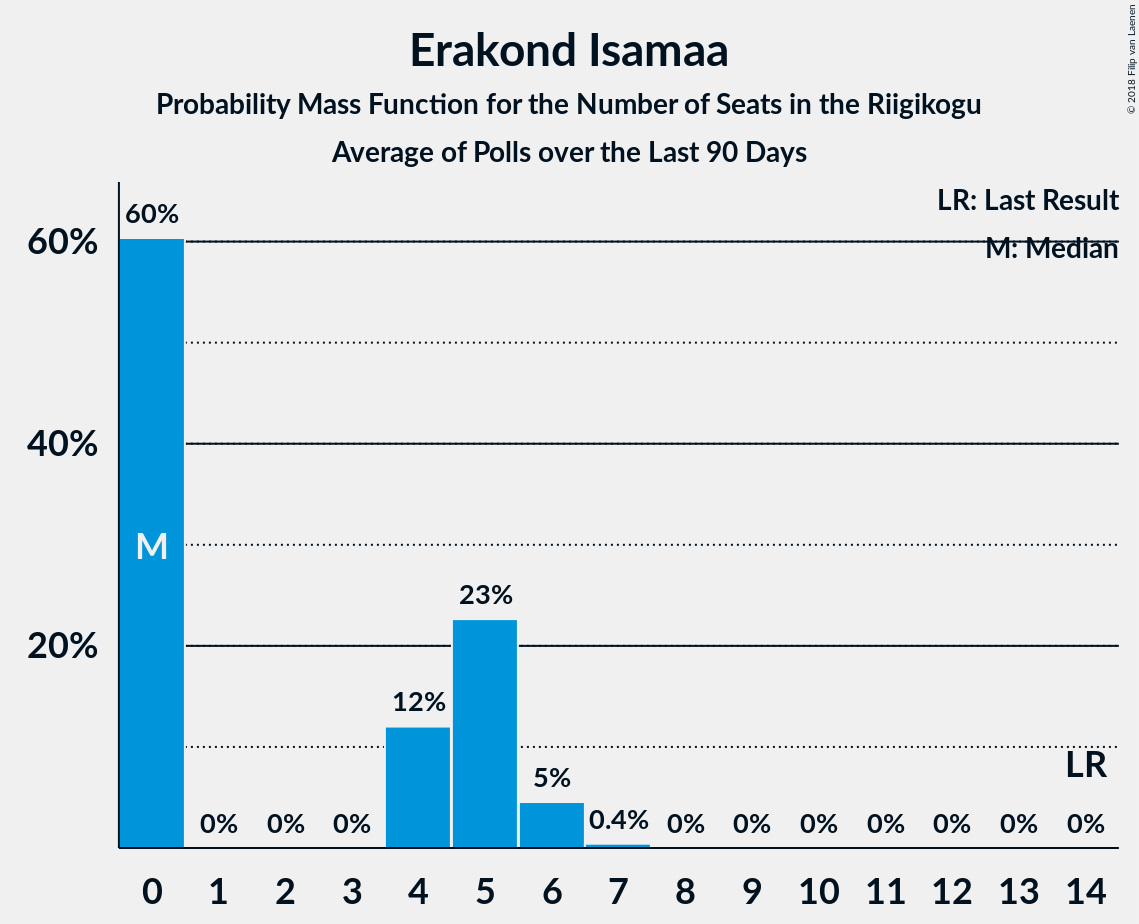 Erakond Isamaa
Probability Mass Function for the Number of Seats in the Riigikogu
Average of Polls over the Last 90 Days
© 2018 Filip van Laenen
LR: Last Result
M: Median
60%
40%
20%
60%
0%
0%
0%
12%
23%
5%
0.4%
0%
0%
0%
0%
0%
0%
0%
M
LR
0 1 2 3 4 5 6 7 8 9 10 11 12 13 14